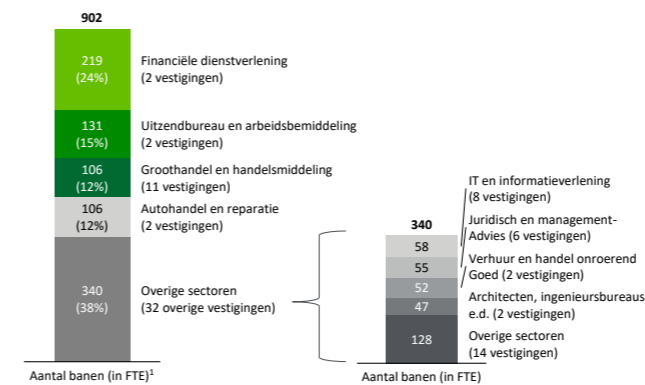 902
219
(24%)
Financiële dienstverlening
(2 vestigingen)
131
(15%)
Uitzendbureau en arbeidsbemiddeling
(2 vestigingen)
106
(12%)
Groothandel en handelsmiddeling
(11 vestigingen)
106
(12%)
Autohandel en reparatie
(2 vestigingen)
340
(38%)
Overige sectoren
(32 overige vestigingen)
Aantal banen (in FTE)¹
340
58
IT en informatieverlening
(8 vestigingen)
55
Juridisch en management-
Advies (6 vestigingen)
52
Verhuur en handel onroerend
Goed (2 vestigingen)
47
Architecten, ingenieursbureaus
e.d. (2 vestigingen)
128
Overige sectoren
(14 vestigingen)
Aantal banen (in FTE)